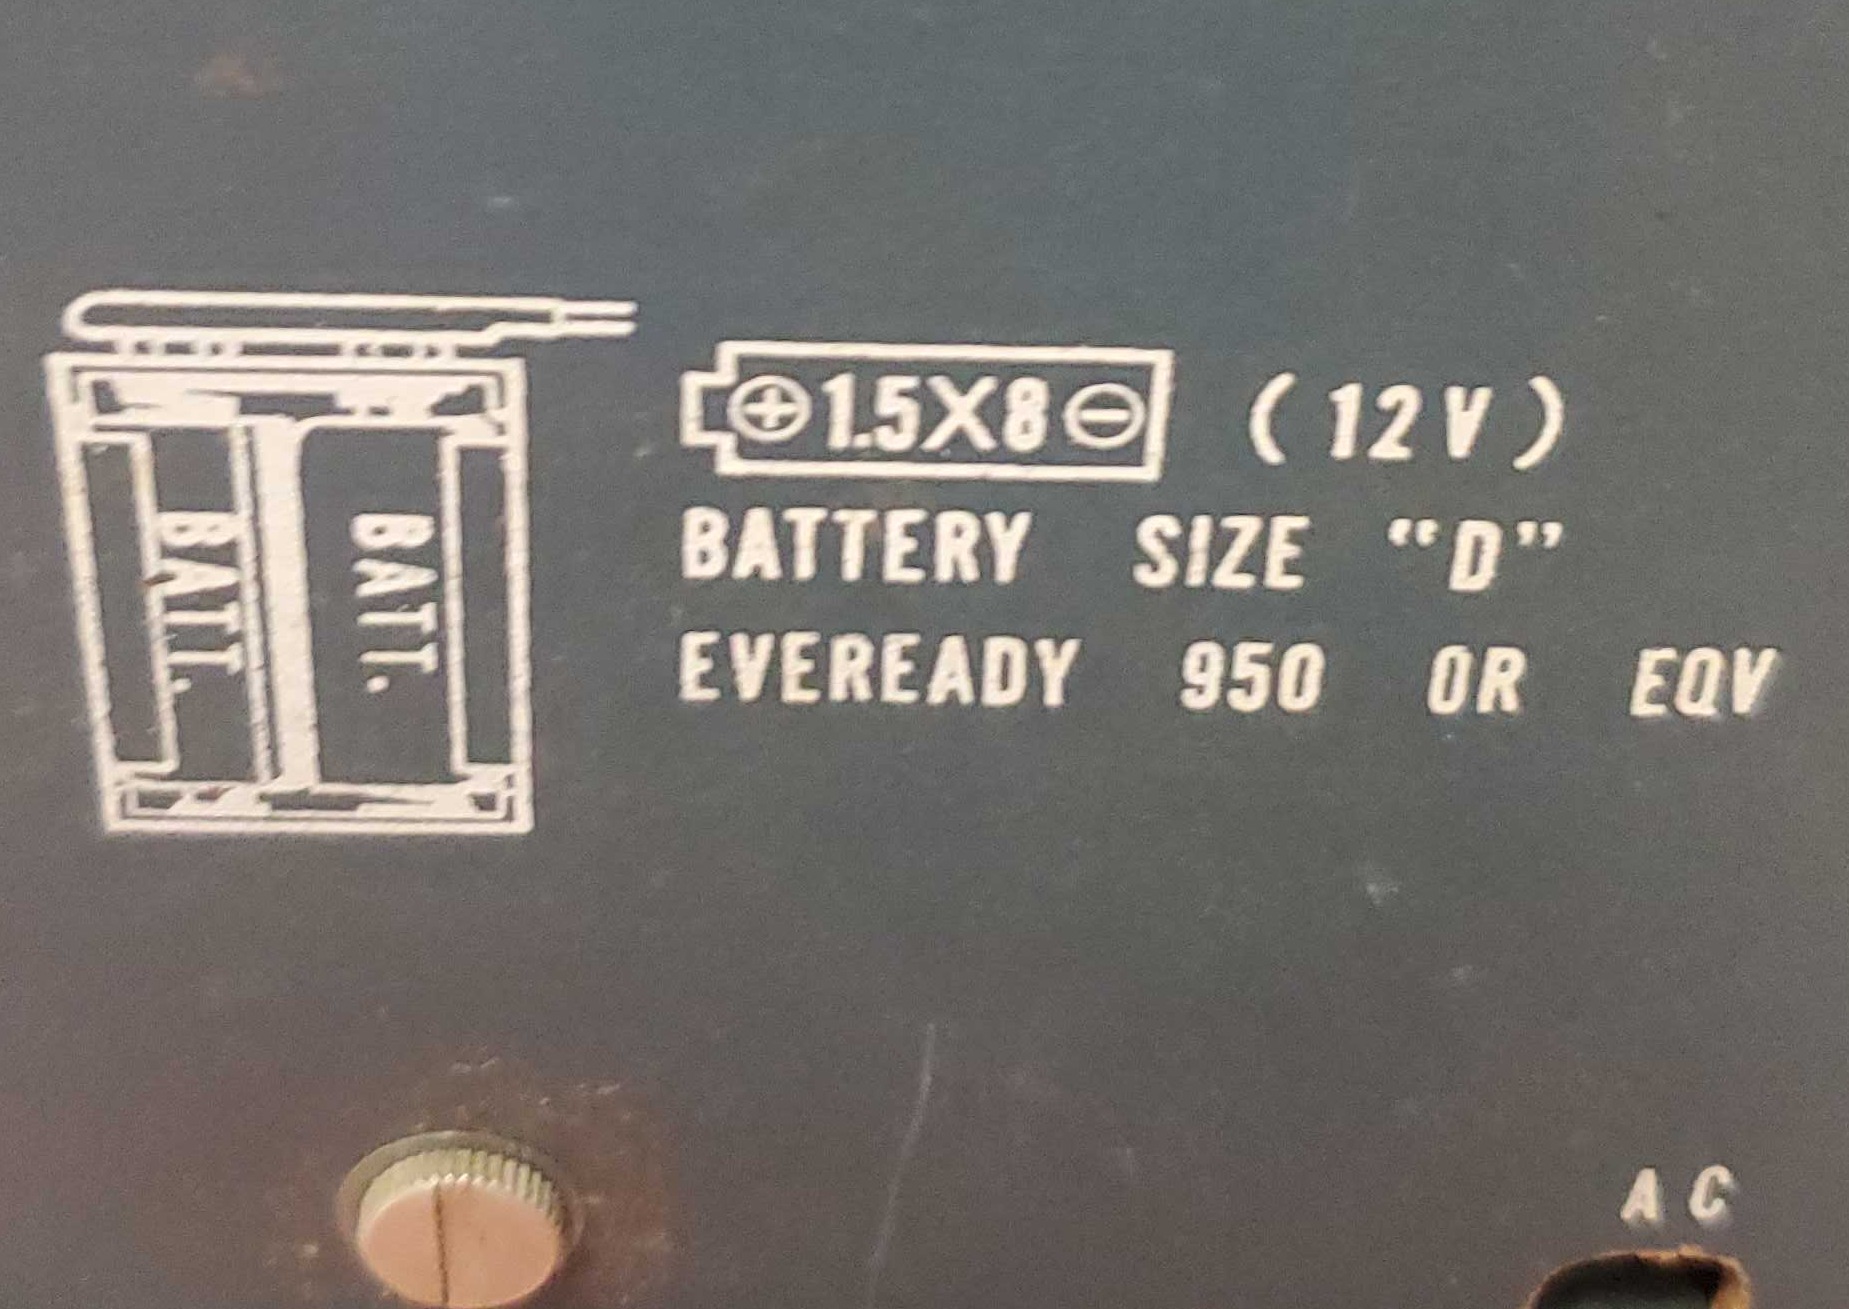 BATT.
BATT.
⊕1.5X8⊖ (12V)
BATTERY SIZE “D”
EVEREADY 950 OR EQV
AC